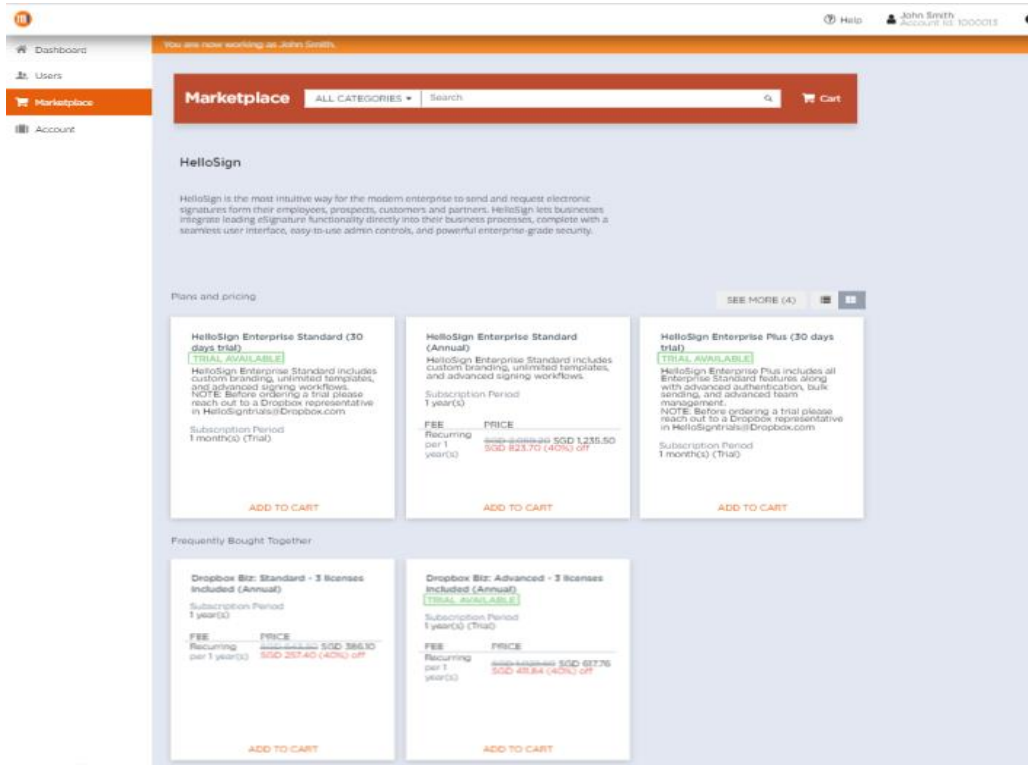 Help
John Smith
Account Id: 1000013
Dashboard
Users
Marketplace
Account
You are now working as John Smith.
Marketplace
ALL CATEGORIES
Search
Cart
HelloSign
HelloSign is the most intuitive way for the modern enterprise to send and request electronic
signatures form their employees, prospects, customers and partners. HelloSign lets businesses
integrate leading eSignature functionality directly into their business processes, complete with a
seamless user interface, easy-to-use admin controls, and powerful enterprise-grade security.
Plans and pricing
SEE MORE (4)
HelloSign Enterprise Standard (30
days trial)
TRIAL AVAILABLE
HelloSign Enterprise Standard includes
custom branding, unlimited templates,
and advanced signing workflows.
NOTE: Before ordering a trial please
reach out to a Dropbox representative
in HelloSigntrials@Dropbox.com
Subscription Period
1 month(s) (Trial)
ADD TO CART
HelloSign Enterprise Standard
(Annual)
HelloSign Enterprise Standard includes
custom branding, unlimited templates,
and advanced signing workflows.
Subscription Period
1 year(s)
FEE PRICE
Recurring
per 1
year(s)
SGD 2,059.20 SGD 1,235.50
SGD 823.70 (40%) off
ADD TO CART
HelloSign Enterprise Plus (30 days
trial)
TRIAL AVAILABLE
HelloSign Enterprise Plus includes all
Enterprise Standard features along
with advanced authentication, bulk
sending, and advanced team
management.
NOTE: Before ordering a trial please
reach out to a Dropbox representative
in HelloSigntrials@Dropbox.com
Subscription Period
1 month(s) (Trial)
ADD TO CART
Frequently Bought Together
Dropbox Biz: Standard - 3 licenses
Included (Annual)
Subscription Period
1 year(s)
FEE PRICE
Recurring
per 1 year(s)
SGD 643.50 SGD 386.10
SGD 257.40 (40%) off
ADD TO CART
Dropbox Biz: Advanced - 3 licenses
Included (Annual)
TRIAL AVAILABLE
Subscription Period
1 year(s) (Trial)
FEE PRICE
Recurring
per 1
year(s)
SGD 1,029.60 SGD 617.76
SGD 411.84 (40%) off
ADD TO CART